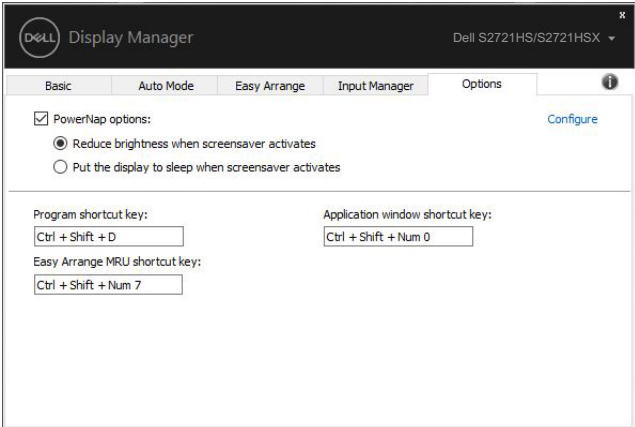 x
DELL Display Manager
Dell S2721HS/S2721HSX
Basic Auto Mode Easy Arrange Input Manager Options
PowerNap options: Configure
Reduce brightness when screensaver activates
Put the display to sleep when screensaver activates
Program shortcut key: Application window shortcut key:
Ctrl + Shift + D Ctrl + Shift + Num 0
Easy Arrange MRU shortcut key:
Ctrl + Shift + Num 7